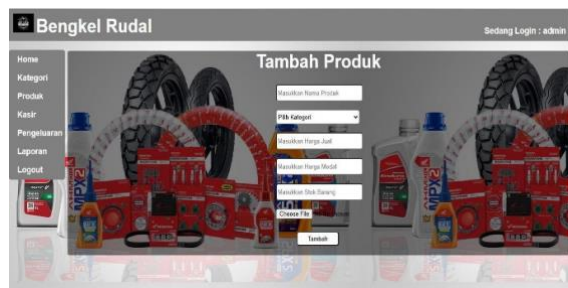 Bengkel Rudal
Sedang Login : admin
Home
Kategori
Produk
Kasir
Pengeluaran
Laporan
Logout
Tambah Produk
Masukkan Nama Produk
Pilih Kategori
Masukkan Harga Jual
Masukkan Harga Modal
Masukkan Stok Barang
Choose File
Tambah
MPX2